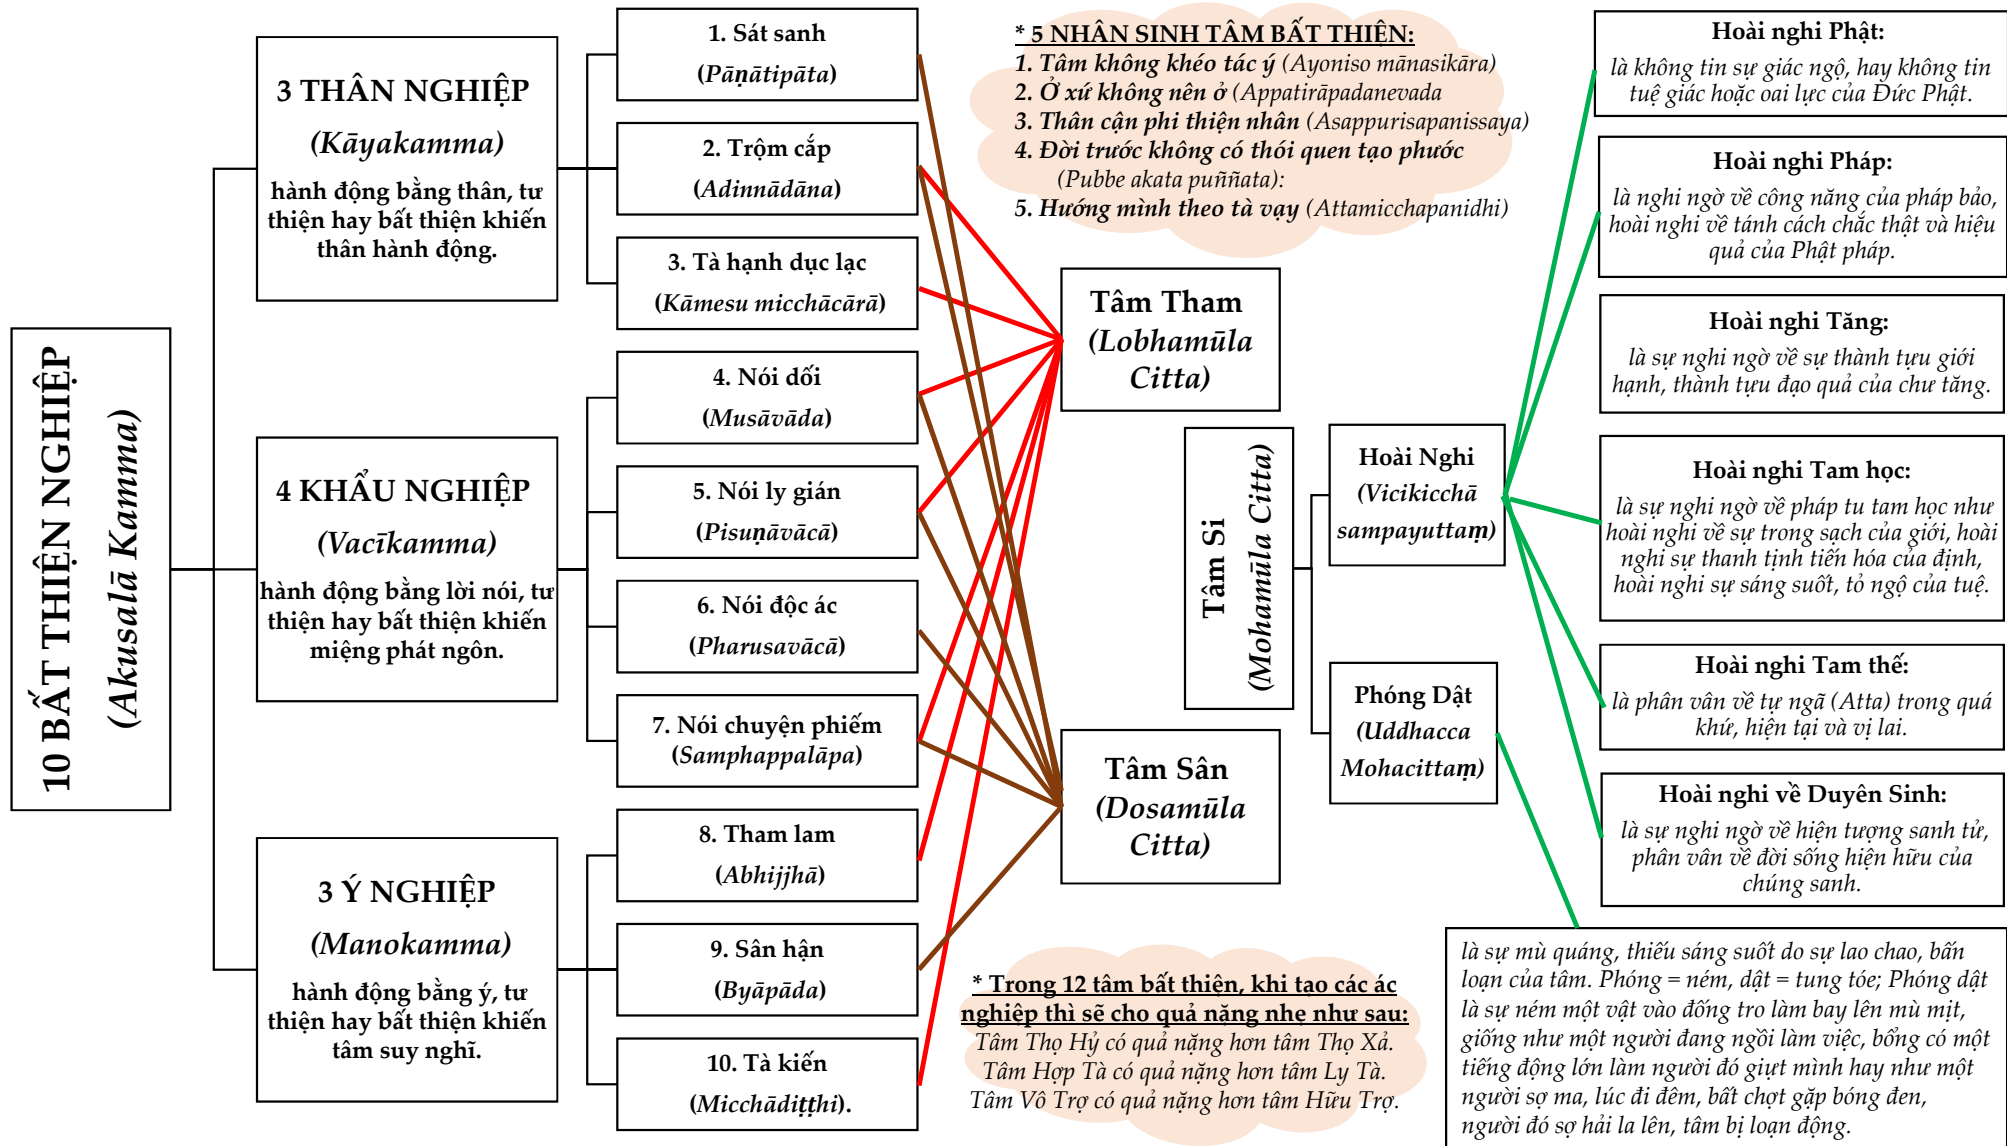 10 BẤT THIỆN NGHIỆP
(Akusalā Kamma)
3 THÂN NGHIỆP
(Kāyakamma)
hành động bằng thân, tư
thiện hay bất thiện khiến
thân hành động.
4 KHẨU NGHIỆP
(Vacīkamma)
hành động bằng lời nói, tư
thiện hay bất thiện khiến
miệng phát ngôn.
3 Ý NGHIỆP
(Manokamma)
hành động bằng ý, tư
thiện hay bất thiện khiến
tâm suy nghĩ.
1. Sát sanh
(Pāṇātipāta)
2. Trộm cắp
(Adinnādāna)
3. Tà hạnh dục lạc
(Kāmesu micchācārā)
4. Nói dối
(Musāvāda)
5. Nói ly gián
(Pisuṇāvācā)
6. Nói độc ác
(Pharusavācā)
7. Nói chuyện phiếm
(Samphappalāpa)
8. Tham lam
(Abhijjhā)
9. Sân hận
(Byāpāda)
10. Tà kiến
(Micchādiṭṭhi).
* 5 NHÂN SINH TÂM BẤT THIỆN:
1. Tâm không khéo tác ý (Ayoniso mānasikāra)
2. Ở xứ không nên ở (Appatirāpadanevada
3. Thân cận phi thiện nhân (Asappurisapanissaya)
4. Đời trước không có thói quen tạo phước
(Pubbe akata puññata):
5. Hướng mình theo tà vạy (Attamicchapanidhi)
Tâm Tham
(Lobhamūla
Citta)
Tâm Sân
(Dosamūla
Citta)
* Trong 12 tâm bất thiện, khi tạo các ác
nghiệp thì sẽ cho quả nặng nhẹ như sau:
Tâm Thọ Hỷ có quả nặng hơn tâm Thọ Xả.
Tâm Hợp Tà có quả nặng hơn tâm Ly Tà.
Tâm Vô Trợ có quả nặng hơn tâm Hữu Trợ.
Tâm Si
(Mohamūla Citta)
Hoài Nghi
(Vicikicchā
sampayuttaṃ)
Phóng Dật
(Uddhacca
Mohacittaṃ)
Hoài nghi Phật:
là không tin sự giác ngộ, hay không tin
tuệ giác hoặc oai lực của Đức Phật.
Hoài nghi Pháp:
là nghi ngờ về công năng của pháp bảo,
hoài nghi về tánh cách chắc thật và hiệu
quả của Phật pháp.
Hoài nghi Tăng:
là sự nghi ngờ về sự thành tựu giới
hạnh, thành tựu đạo quả của chư tăng.
Hoài nghi Tam học:
là sự nghi ngờ về pháp tu tam học như
hoài nghi về sự trong sạch của giới, hoài
nghi sự thanh tịnh tiến hóa của định,
hoài nghi sự sáng suốt, tỏ ngộ của tuệ.
Hoài nghi Tam thế:
là phân vân về tự ngã (Atta) trong quá
khứ, hiện tại và vị lai.
Hoài nghi về Duyên Sinh:
là sự nghi ngờ về hiện tượng sanh tử,
phân vân về đời sống hiện hữu của
chúng sanh.
là sự mù quáng, thiếu sáng suốt do sự lao chao, bấn
loạn của tâm. Phóng = ném, dật = tung tóe; Phóng dật
là sự ném một vật vào đống tro làm bay lên mù mịt,
giống như một người đang ngồi làm việc, bổng có một
tiếng động lớn làm người đó giựt mình hay như một
người sợ ma, lúc đi đêm, bất chợt gặp bóng đen,
người đó sợ hải la lên, tâm bị loạn động.